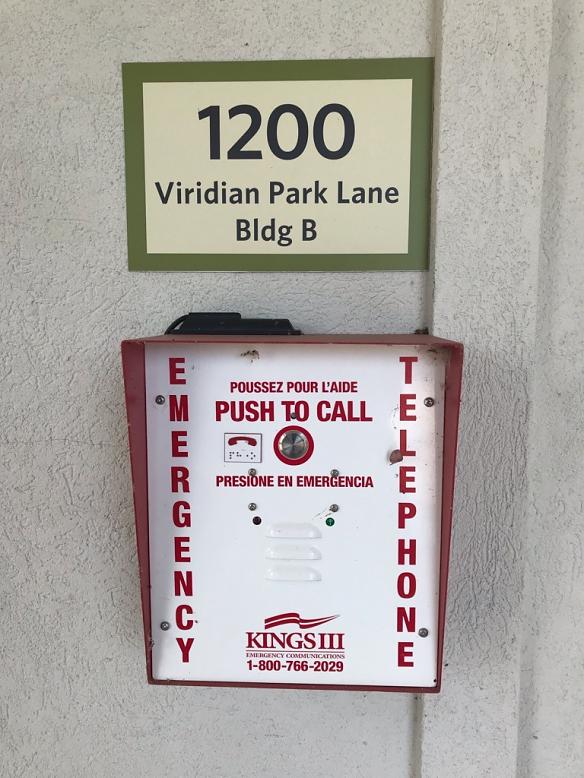 1200
Viridian Park Lane
Bldg B
EMERGENCY
POUSSEZ POUR L'AIDE
PUSH TO CALL
PRESIONE EN EMERGENCIA
TELEPHONE
KINGS III
EMERGENCY COMMUNICATIONS
1-800-766-2029